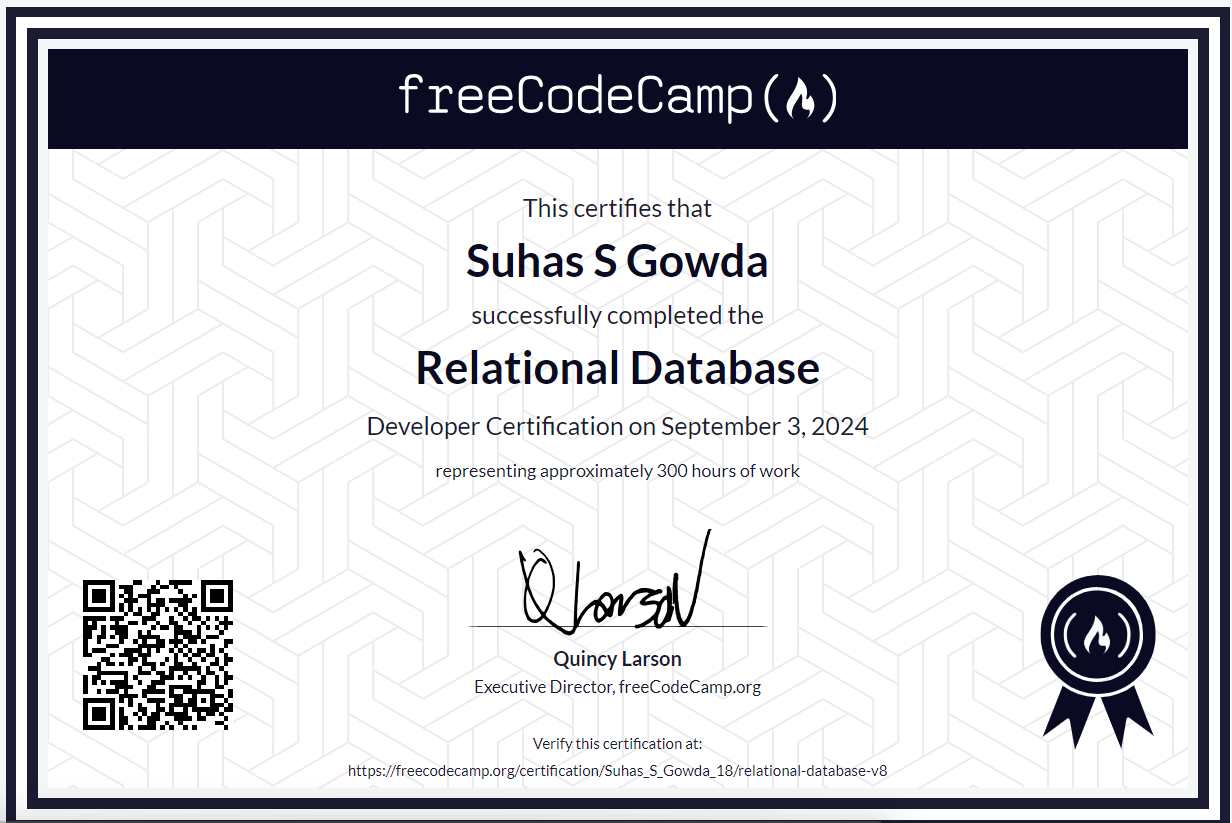 freeCodeCamp
This certifies that
Suhas S Gowda
successfully completed the
Relational Database
Developer Certification on September 3, 2024
representing approximately 300 hours of work
Q Larson
Quincy Larson
Executive Director, freeCodeCamp.org
Verify this certification at:
https://freecodecamp.org/certification/Suhas_S_Gowda_18/relational-database-v8